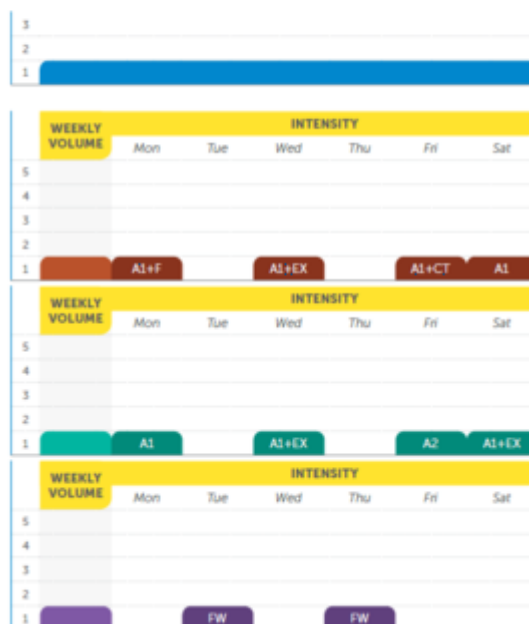 3
2
1
WEEKLY VOLUME INTENSITY
Mon Tue Wed Thu Fri Sat
5
4
3
2
1 A1+F A1+EX A1+CT A1
WEEKLY VOLUME INTENSITY
Mon Tue Wed Thu Fri Sat
5
4
3
2
1 A1 A1+EX A2 A1+EX
WEEKLY VOLUME INTENSITY
Mon Tue Wed Thu Fri Sat
5
4
3
2
1 FW FW